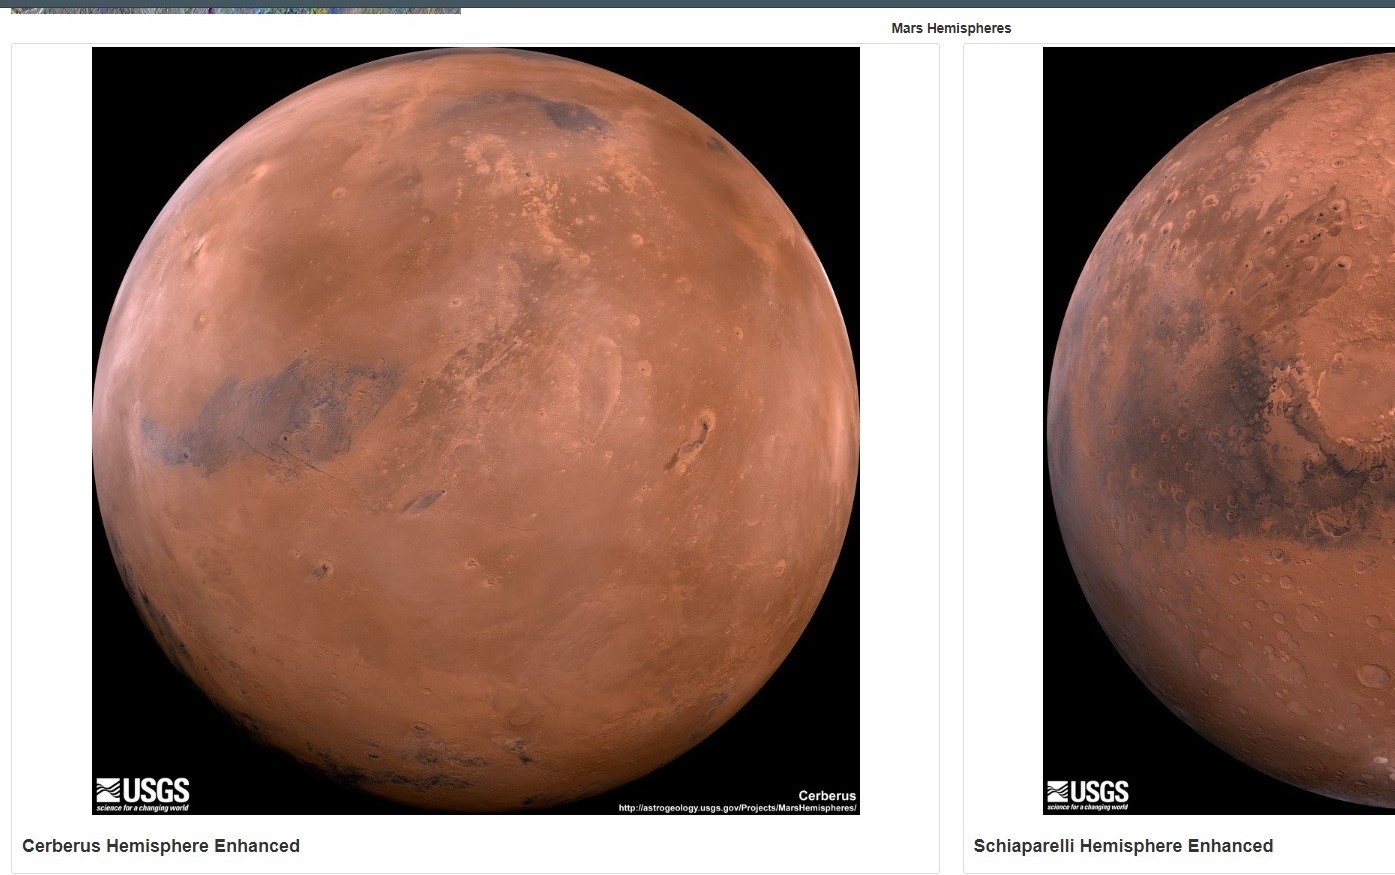 Mars Hemispheres
USGS
science for a changing world
Cerberus
http://astrogeology.usgs.gov/Projects/MarsHemispheres/
Cerberus Hemisphere Enhanced
USGS
science for a changing world
Schiaparelli Hemisphere Enhanced